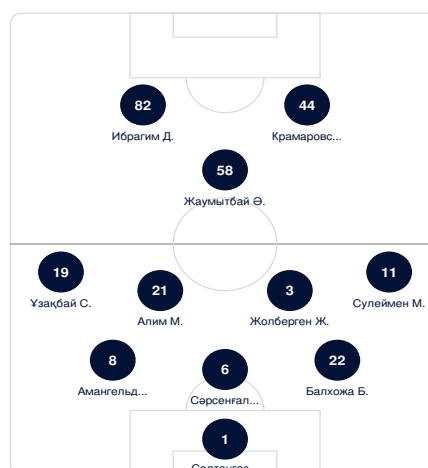 82
44
Ибрагим Д.
Крамаровс...
58
Жаумытбай Ә.
19
11
21
3
Ұзақбай С.
Сулеймен М.
Алим М.
Жолберген Ж.
8
6
22
Амангельд...
Балхожа Б.
Сәрсенғал...
1